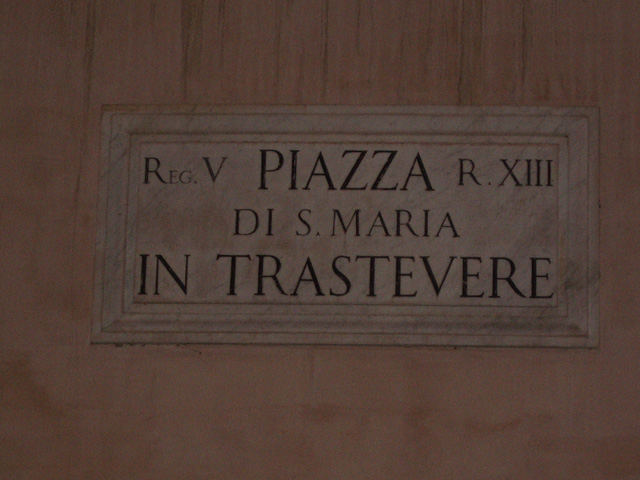 REG. V PIAZZA R. XIII
DI S. MARIA
IN TRASTEVERE